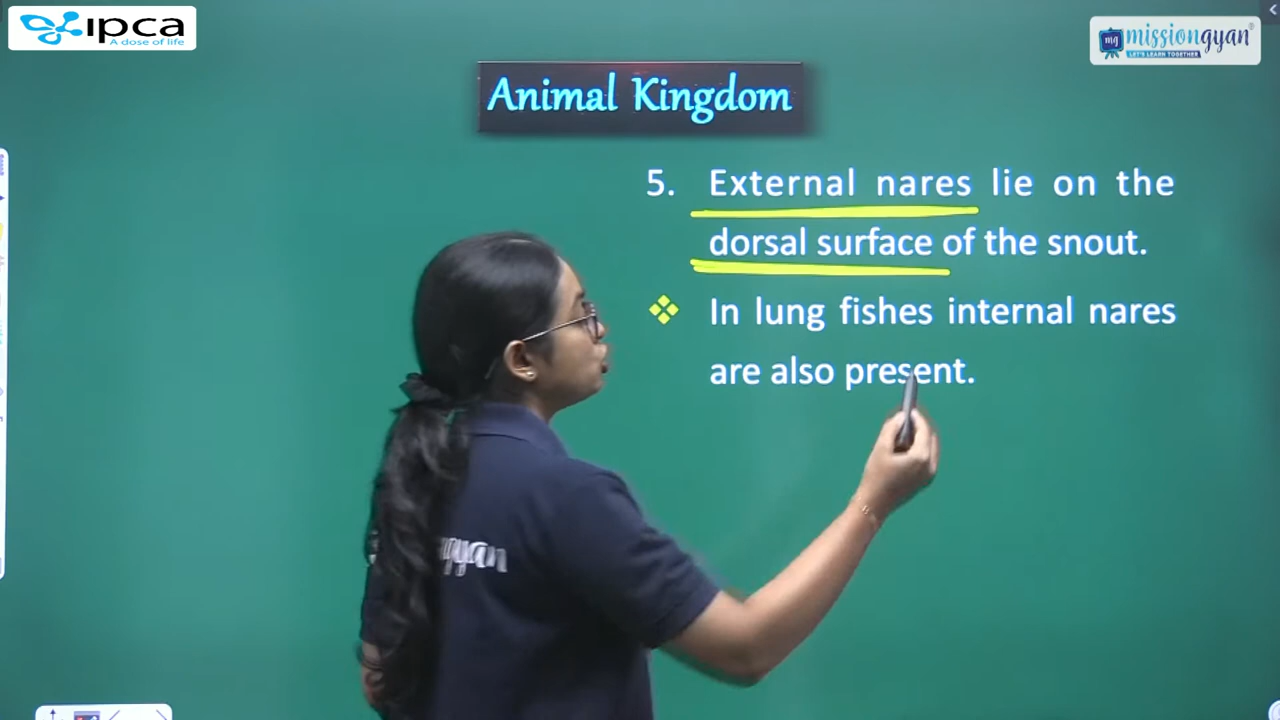 ipca
A dose of life
mg missiongyan®
LET'S LEARN TOGETHER
Animal Kingdom
5. External nares lie on the
dorsal surface of the snout.
❖ In lung fishes internal nares
are also present.
gyan